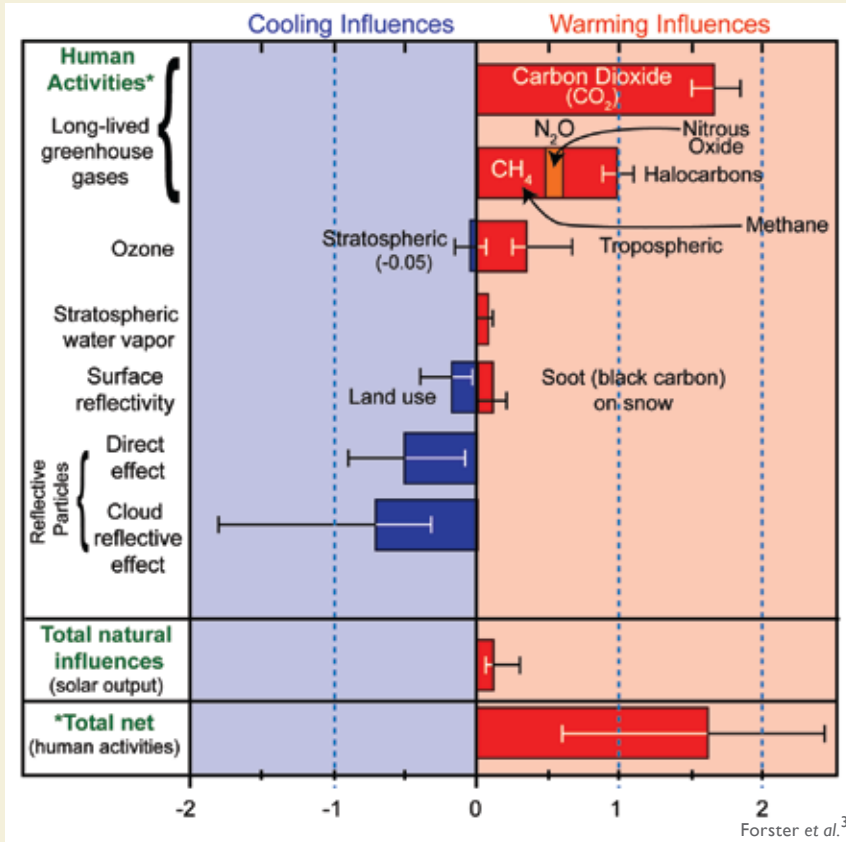 Cooling Influences
Warming Influences
Human
Activities*
Long-lived
greenhouse
gases
Carbon Dioxide
(CO₂)
N₂O
Nitrous
Oxide
CH₄
Halocarbons
Methane
Ozone
Stratospheric
(-0.05)
Tropospheric
Stratospheric
water vapor
Surface
reflectivity
Land use
Soot (black carbon)
on snow
Reflective
Particles
Direct
effect
Cloud
reflective
effect
Total natural
influences
(solar output)
*Total net
(human activities)
-2
-1
0
1
2
Forster et al.³